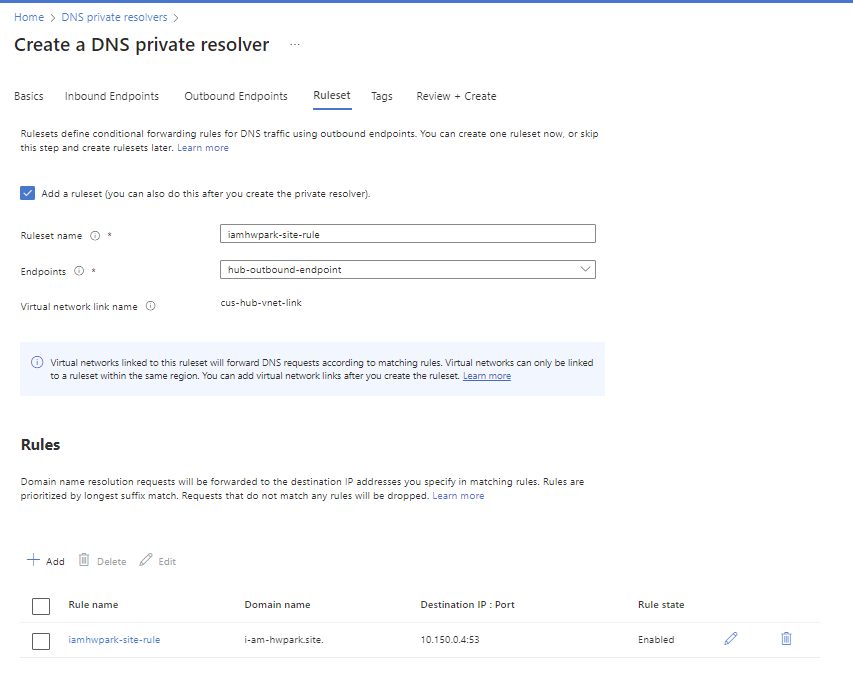 Home > DNS private resolvers >
Create a DNS private resolver ...
Basics Inbound Endpoints Outbound Endpoints Ruleset Tags Review + Create
Rulesets define conditional forwarding rules for DNS traffic using outbound endpoints. You can create one ruleset now, or skip
this step and create rulesets later. Learn more
Add a ruleset (you can also do this after you create the private resolver).
Ruleset name * iamhwpark-site-rule
Endpoints * hub-outbound-endpoint
Virtual network link name cus-hub-vnet-link
Virtual networks linked to this ruleset will forward DNS requests according to matching rules. Virtual networks can only be linked
to a ruleset within the same region. You can add virtual network links after you create the ruleset. Learn more
Rules
Domain name resolution requests will be forwarded to the destination IP addresses you specify in matching rules. Rules are
prioritized by longest suffix match. Requests that do not match any rules will be dropped. Learn more
Add Delete Edit
Rule name Domain name Destination IP : Port Rule state
iamhwpark-site-rule i-am-hwpark.site. 10.150.0.4:53 Enabled